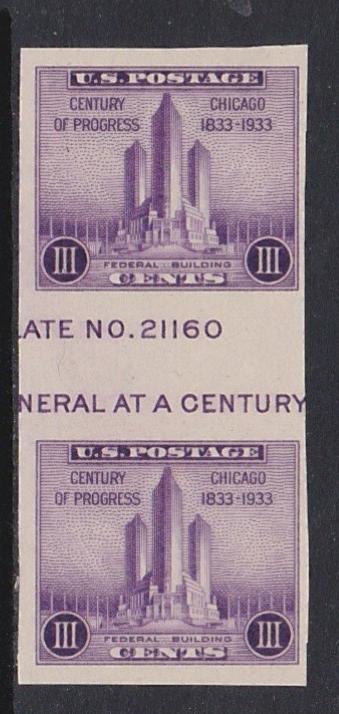 U.S. POSTAGE
CENTURY OF PROGRESS
CHICAGO 1833-1933
III
III
FEDERAL BUILDING
CENTS
LATE NO. 21160
NERAL AT A CENTURY
U.S. POSTAGE
CENTURY OF PROGRESS
CHICAGO 1833-1933
III
III
FEDERAL BUILDING
CENTS